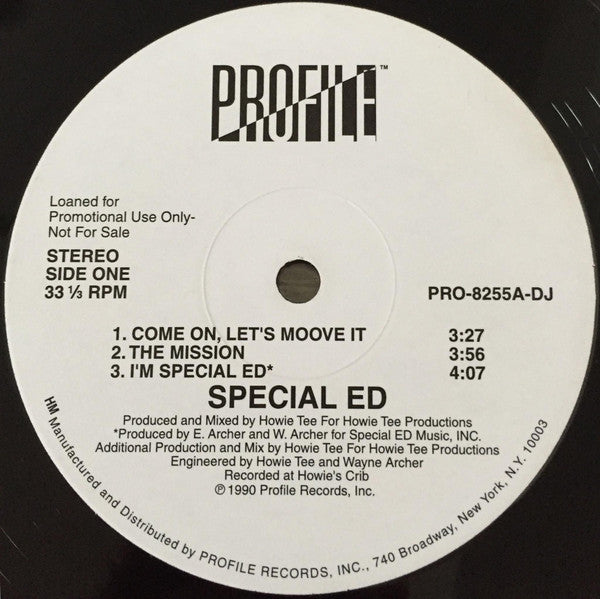 PROFILE™
Loaned for
Promotional Use Only-
Not For Sale
STEREO
SIDE ONE
33 ⅓ RPM
PRO-8255A-DJ
1. COME ON, LET'S MOOVE IT 3:27
2. THE MISSION 3:56
3. I'M SPECIAL ED* 4:07
SPECIAL ED
Produced and Mixed by Howie Tee For Howie Tee Productions
*Produced by E. Archer and W. Archer for Special ED Music, INC.
Additional Production and Mix by Howie Tee For Howie Tee Productions
Engineered by Howie Tee and Wayne Archer
Recorded at Howie's Crib
℗ 1990 Profile Records, Inc.
HM Manufactured and Distributed by PROFILE RECORDS, INC., 740 Broadway, New York, N.Y. 10003